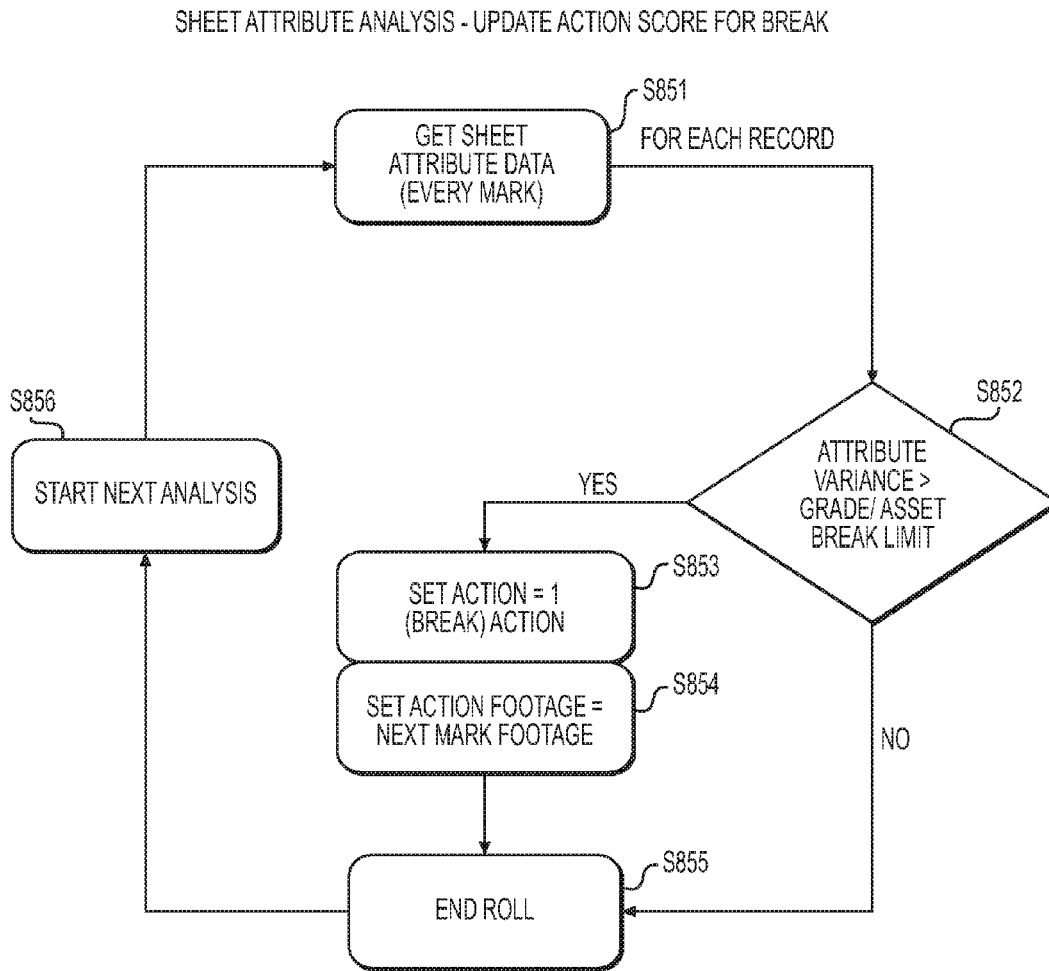 SHEET ATTRIBUTE ANALYSIS - UPDATE ACTION SCORE FOR BREAK
S851
GET SHEET
ATTRIBUTE DATA
(EVERY MARK)
FOR EACH RECORD
S852
ATTRIBUTE
VARIANCE >
GRADE/ ASSET
BREAK LIMIT
S856
START NEXT ANALYSIS
YES
S853
SET ACTION = 1
(BREAK) ACTION
S854
SET ACTION FOOTAGE =
NEXT MARK FOOTAGE
NO
S855
END ROLL